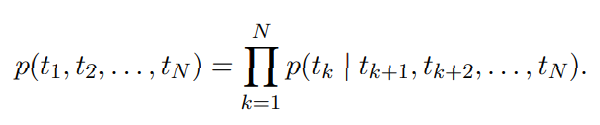 p(t_1, t_2, \ldots, t_N) = \prod_{k=1}^{N} p(t_k \mid t_{k+1}, t_{k+2}, \ldots, t_N).